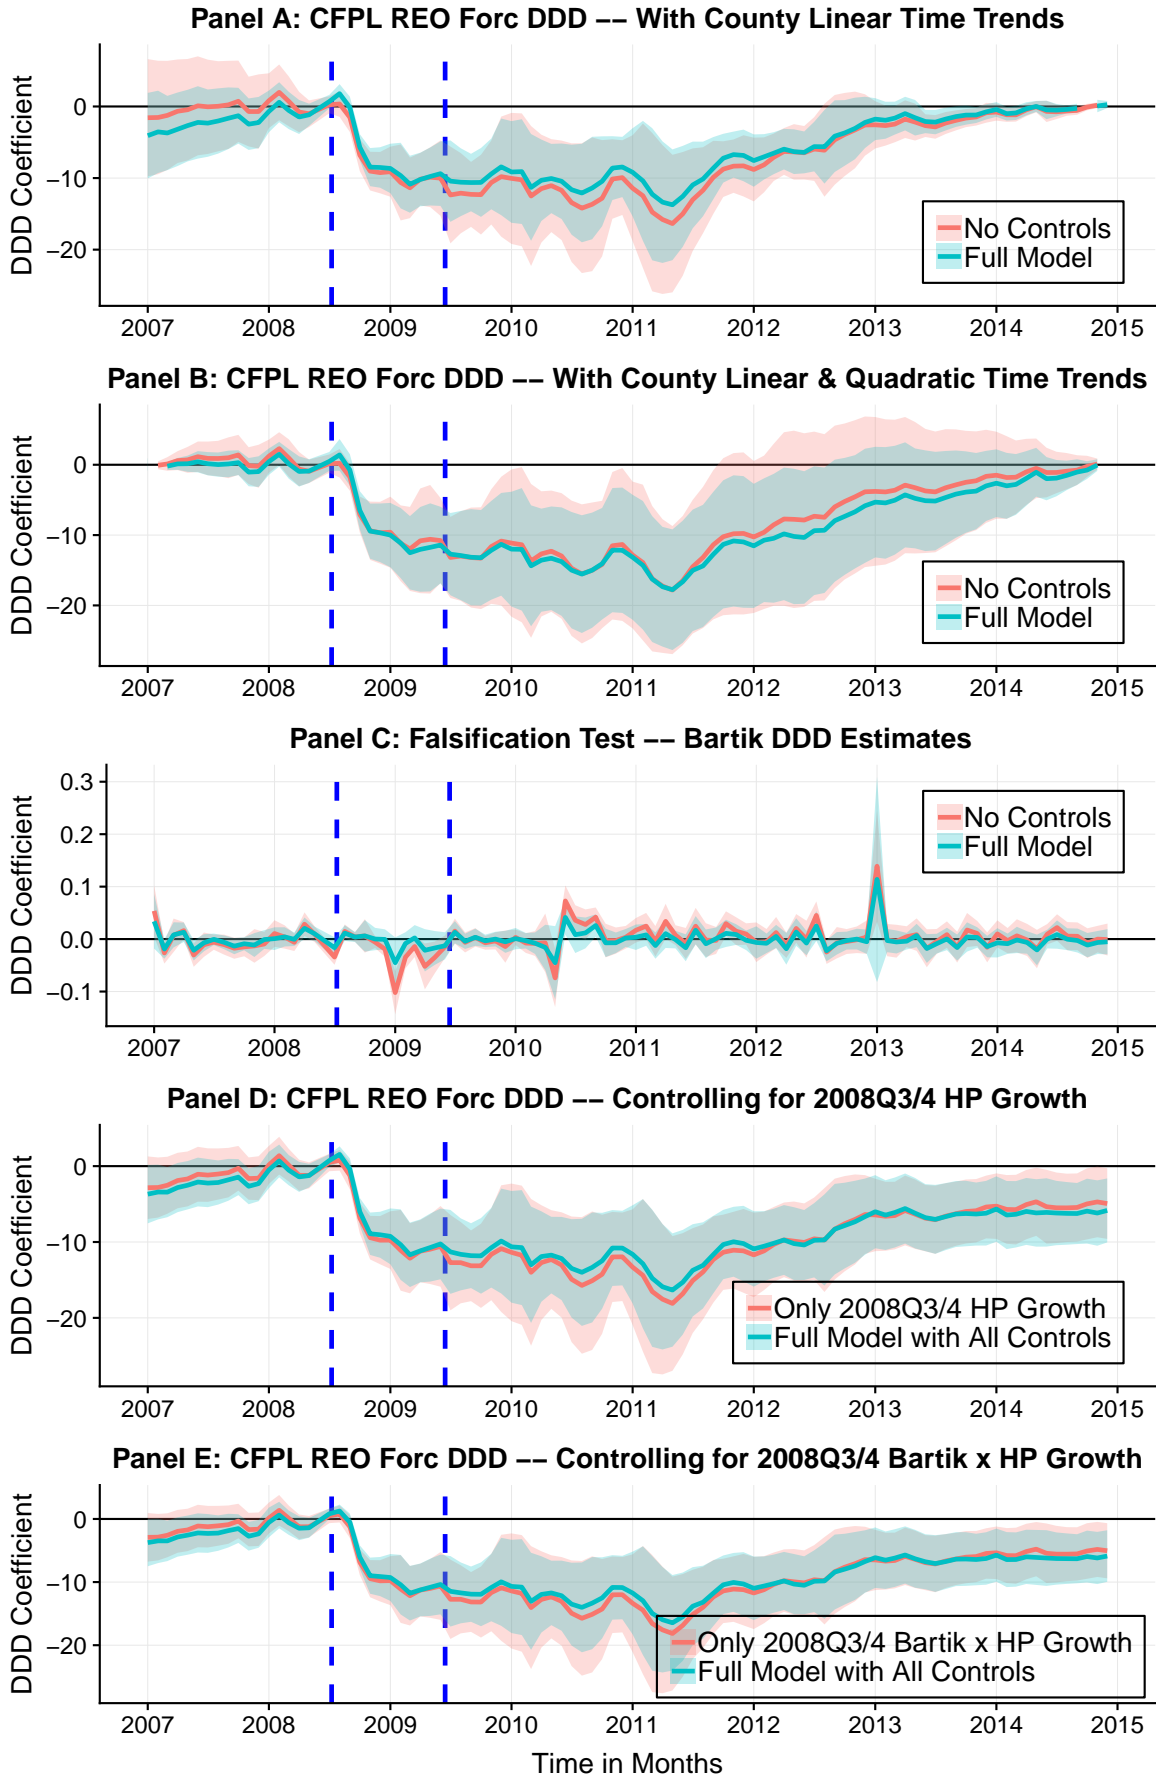 Panel A: CFPL REO Forc DDD −− With County Linear Time Trends
DDD Coefficient
0
−10
−20
No Controls
Full Model
2007 2008 2009 2010 2011 2012 2013 2014 2015
Panel B: CFPL REO Forc DDD −− With County Linear & Quadratic Time Trends
DDD Coefficient
0
−10
−20
No Controls
Full Model
2007 2008 2009 2010 2011 2012 2013 2014 2015
Panel C: Falsification Test −− Bartik DDD Estimates
DDD Coefficient
0.3
0.2
0.1
0.0
−0.1
No Controls
Full Model
2007 2008 2009 2010 2011 2012 2013 2014 2015
Panel D: CFPL REO Forc DDD −− Controlling for 2008Q3/4 HP Growth
DDD Coefficient
0
−10
−20
Only 2008Q3/4 HP Growth
Full Model with All Controls
2007 2008 2009 2010 2011 2012 2013 2014 2015
Panel E: CFPL REO Forc DDD −− Controlling for 2008Q3/4 Bartik x HP Growth
DDD Coefficient
0
−10
−20
Only 2008Q3/4 Bartik x HP Growth
Full Model with All Controls
2007 2008 2009 2010 2011 2012 2013 2014 2015
Time in Months